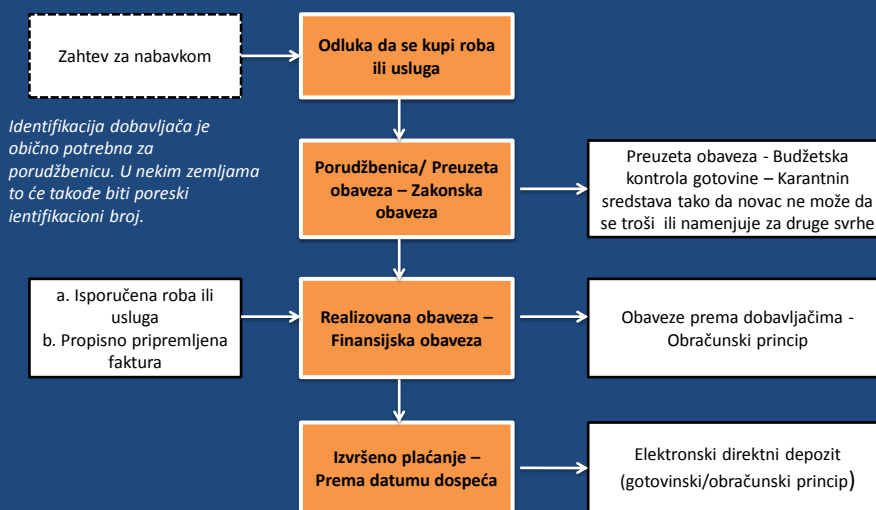 Zahtev za nabavkom
Odluka da se kupi roba
ili usluga
Identifikacija dobavljača je
obično potrebna za
porudžbenicu. U nekim zemljama
to će takođe biti poreski
ientifikacioni broj.
Porudžbenica/ Preuzeta
obaveza – Zakonska
obaveza
Preuzeta obaveza - Budžetska
kontrola gotovine – Karantnin
sredstava tako da novac ne može da
se troši ili namenjuje za druge svrhe
a. Isporučena roba ili
usluga
b. Propisno pripremljena
faktura
Realizovana obaveza –
Finansijska obaveza
Obaveze prema dobavljačima -
Obračunski princip
Izvršeno plaćanje –
Prema datumu dospeća
Elektronski direktni depozit
(gotovinski/obračunski princip)